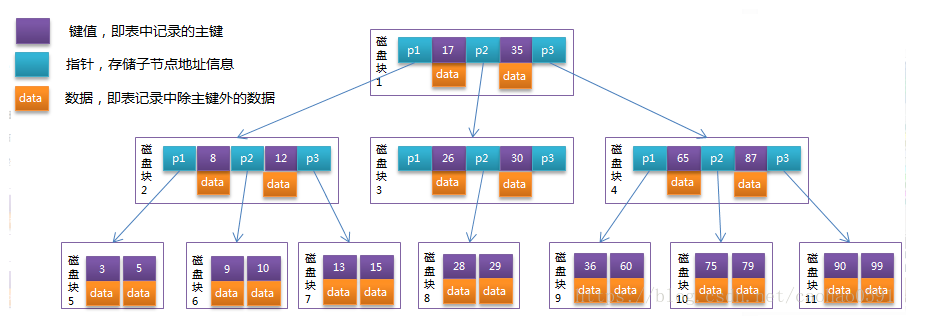 键值，即表中记录的主键
指针，存储子节点地址信息
data 数据，即表记录中除主键外的数据
磁盘块1 p1 17 p2 35 p3
data data
磁盘块2 p1 8 p2 12 p3
data data
磁盘块3 p1 26 p2 30 p3
data data
磁盘块4 p1 65 p2 87 p3
data data
磁盘块5 3 5
data data
磁盘块6 9 10
data data
磁盘块7 13 15
data data
磁盘块8 28 29
data data
磁盘块9 36 60
data data
磁盘块10 75 79
data data
磁盘块11 90 99
data data